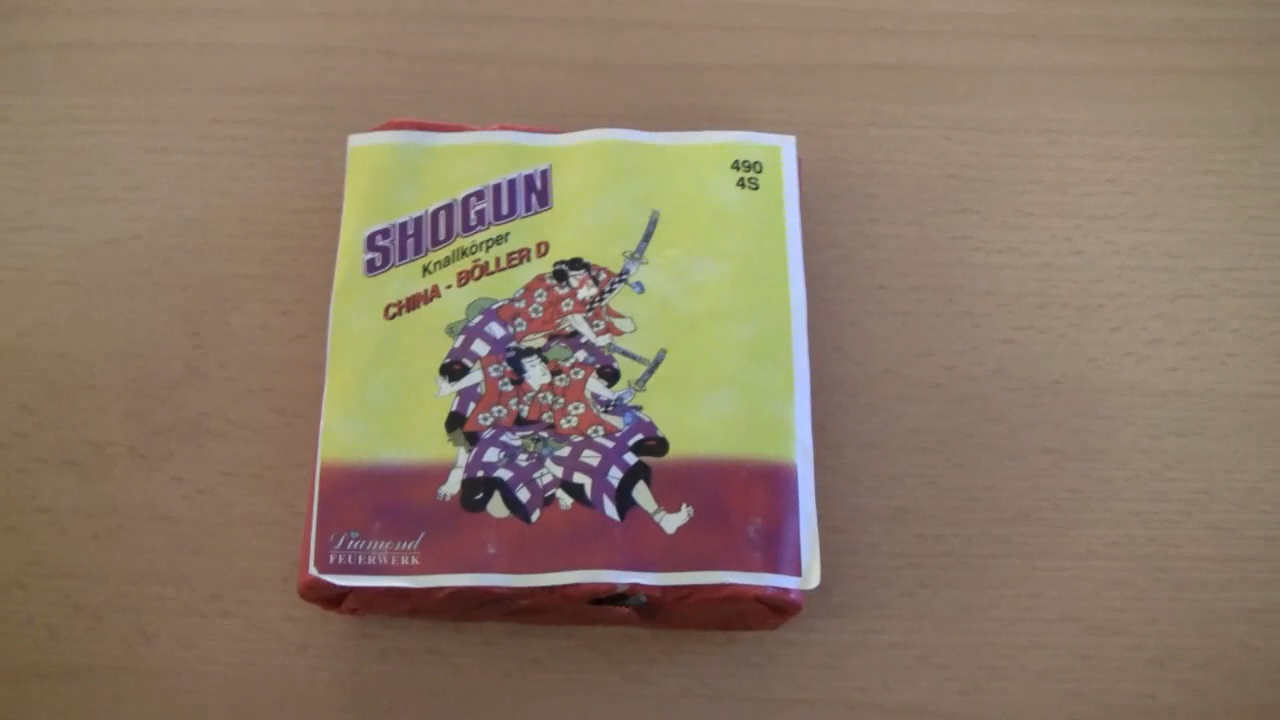 490
4S
SHOGUN
Knallkörper
CHINA - BÖLLER D
Diamond
FEUERWERK